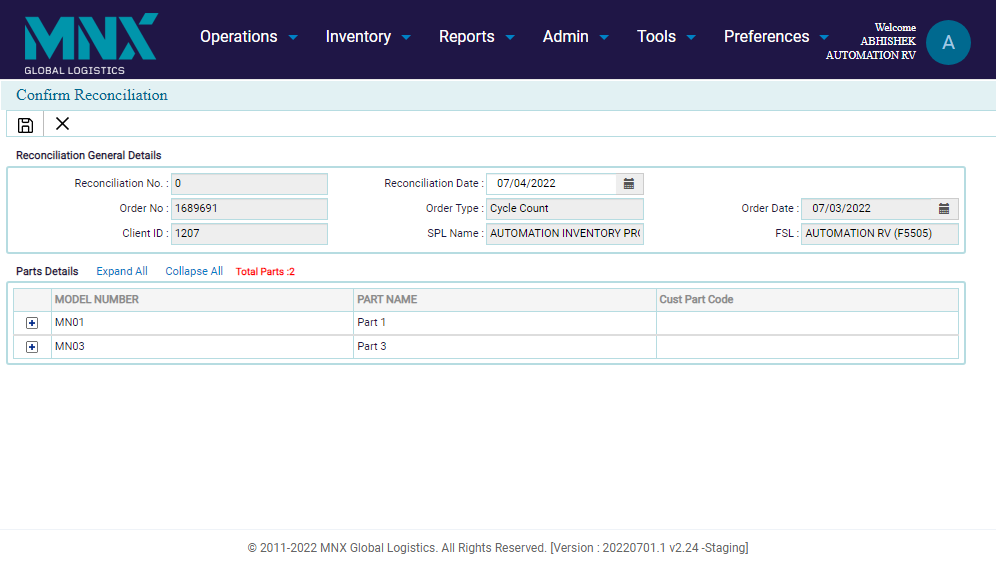 MNX
GLOBAL LOGISTICS
Operations Inventory Reports Admin Tools Preferences
Welcome
ABHISHEK
AUTOMATION RV
A
Confirm Reconciliation
Reconciliation General Details
Reconciliation No. : 0 Reconciliation Date : 07/04/2022
Order No : 1689691 Order Type : Cycle Count Order Date : 07/03/2022
Client ID : 1207 SPL Name : AUTOMATION INVENTORY PRO FSL : AUTOMATION RV (F5505)
Parts Details Expand All Collapse All Total Parts :2
MODEL NUMBER PART NAME Cust Part Code
MN01 Part 1
MN03 Part 3
© 2011-2022 MNX Global Logistics. All Rights Reserved. [Version : 20220701.1 v2.24 -Staging]